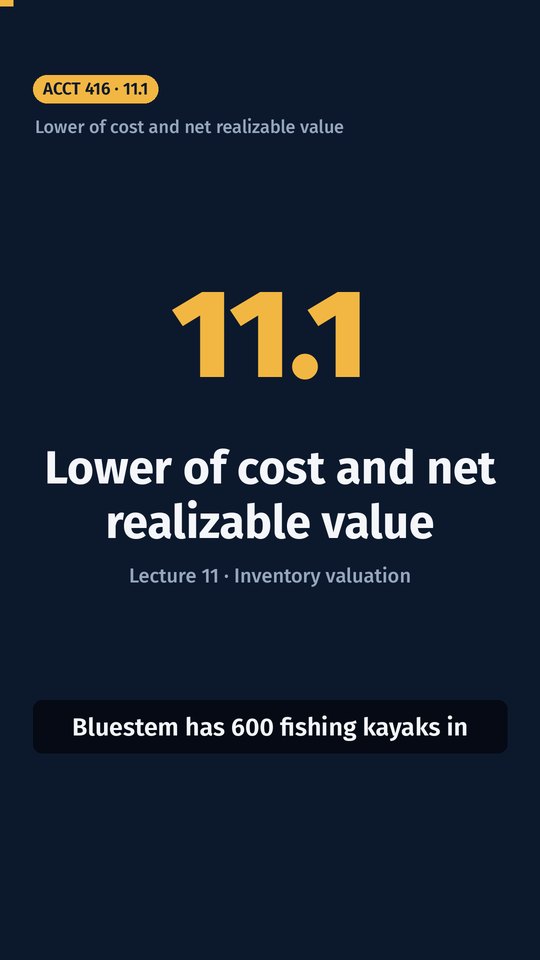 ACCT 416 · 11.1
Lower of cost and net realizable value
11.1
Lower of cost and net
realizable value
Lecture 11 · Inventory valuation
Bluestem has 600 fishing kayaks in